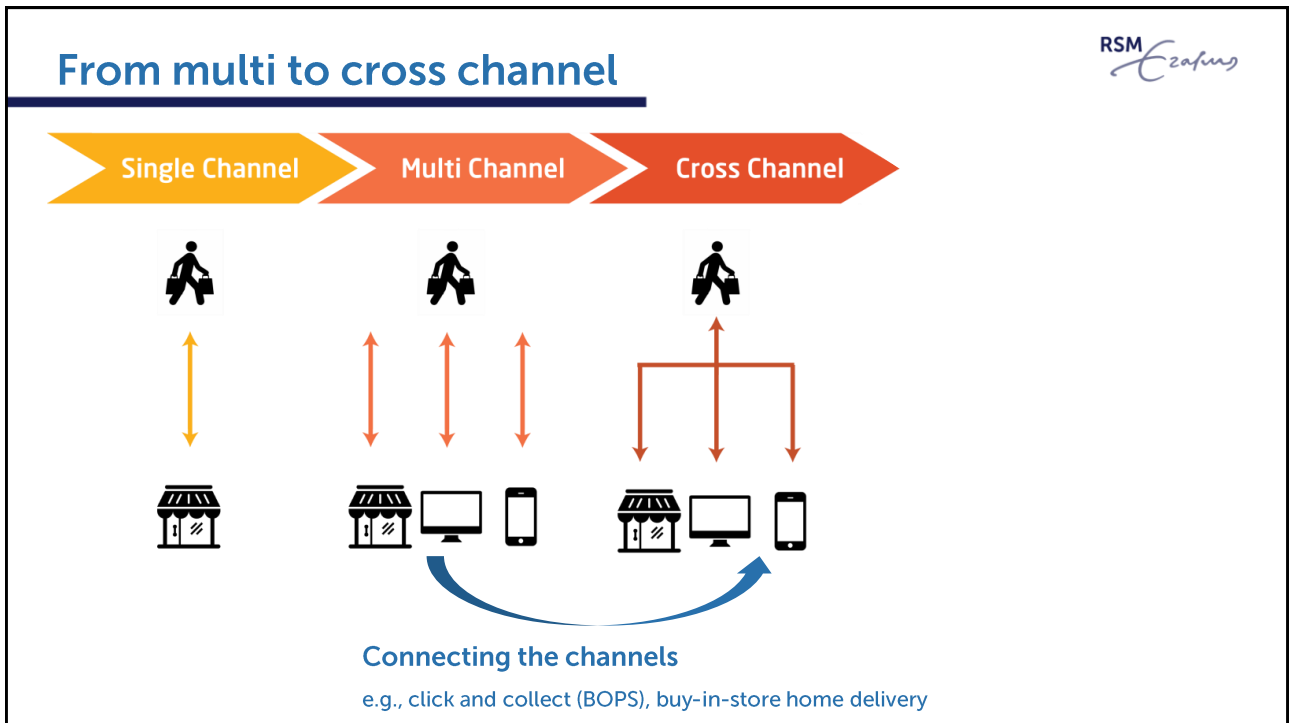 From multi to cross channel
RSM
Erasmus
Single Channel
Multi Channel
Cross Channel
Connecting the channels
e.g., click and collect (BOPS), buy-in-store home delivery